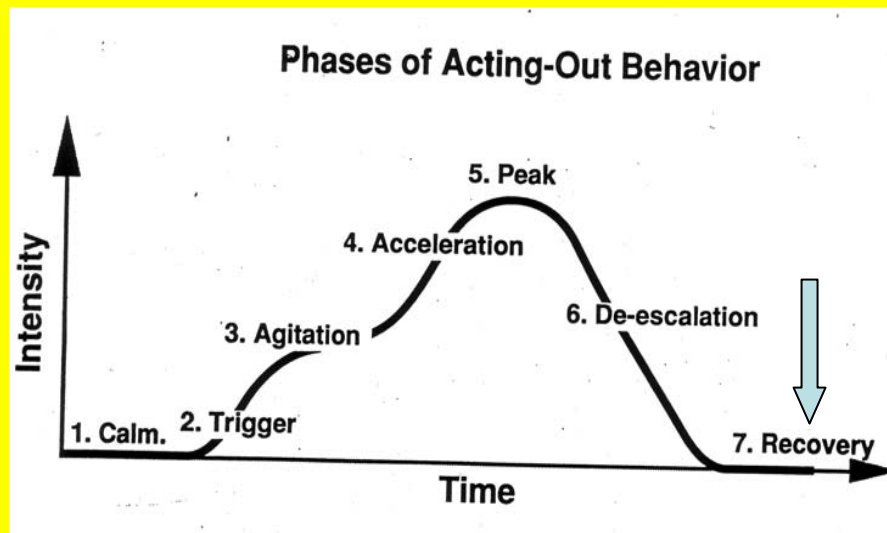 Phases of Acting-Out Behavior
5. Peak
4. Acceleration
6. De-escalation
3. Agitation
2. Trigger
1. Calm.
7. Recovery
Intensity
Time